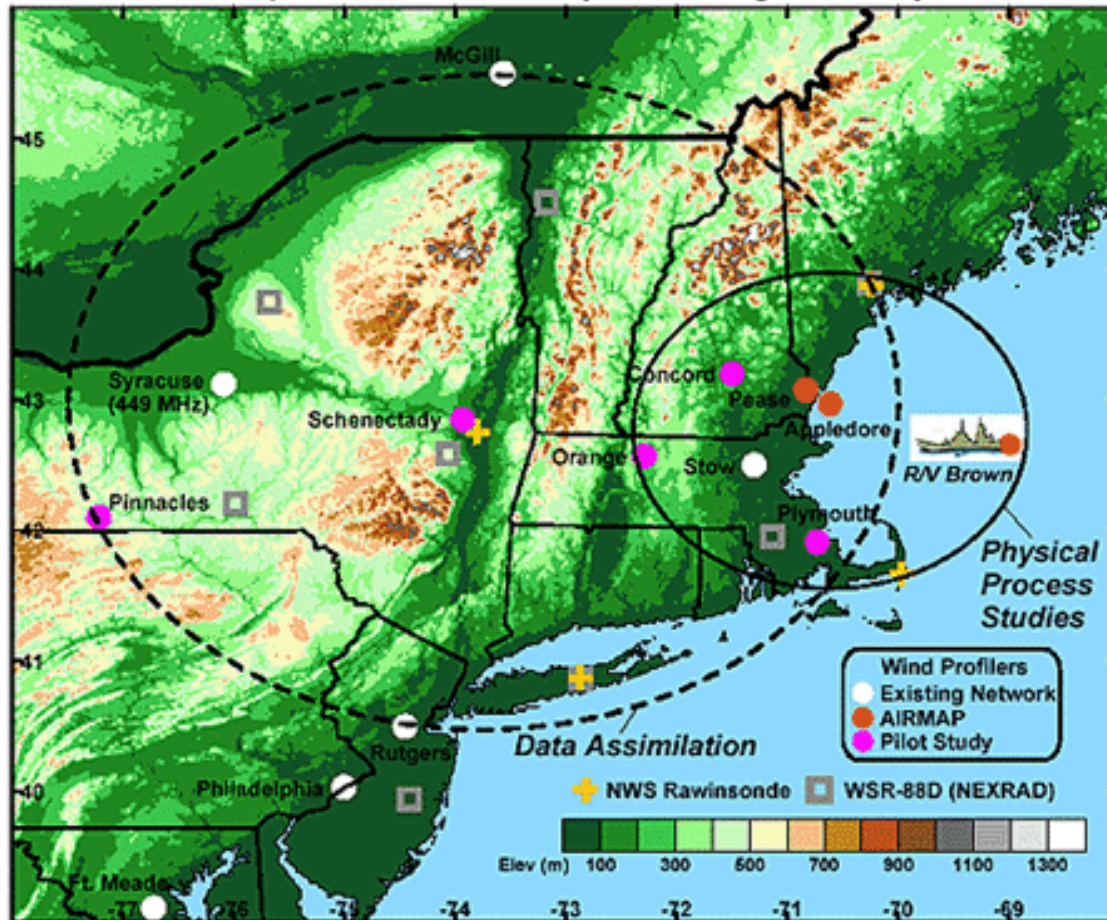 McGill
45
44
Syracuse
(449 MHz)
43
Concord
Pease
Schenectady
Appledore
Orange
Stow
R/V Brown
Pinnacles
Plymouth
42
Physical
Process
Studies
41
Wind Profilers
Existing Network
AIRMAP
Pilot Study
Rutgers
Data Assimilation
Philadelphia
40
NWS Rawinsonde
WSR-88D (NEXRAD)
Elev (m) 100 300 500 700 900 1100 1300
Ft. Meade
-77 -76 -75 -74 -73 -72 -71 -70 -69